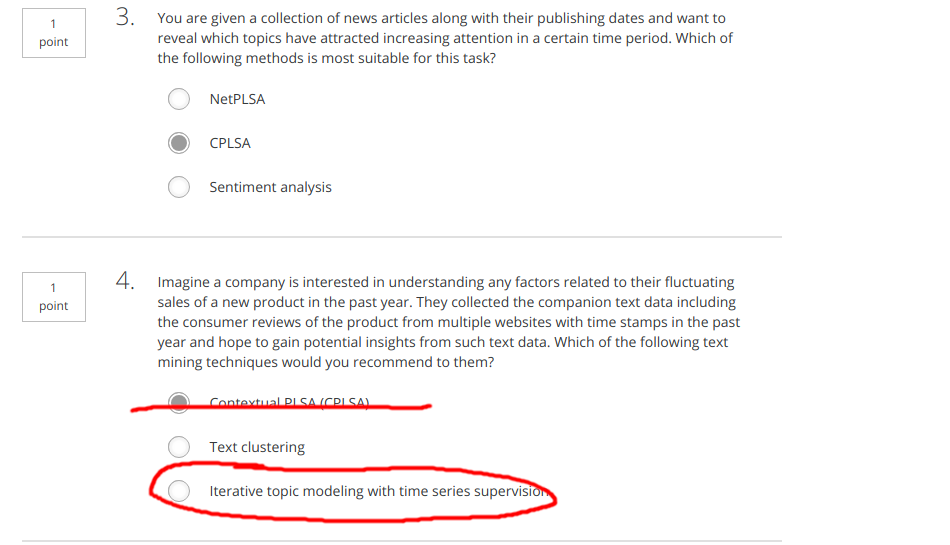 1
point
3.
You are given a collection of news articles along with their publishing dates and want to
reveal which topics have attracted increasing attention in a certain time period. Which of
the following methods is most suitable for this task?
NetPLSA
CPLSA
Sentiment analysis
1
point
4.
Imagine a company is interested in understanding any factors related to their fluctuating
sales of a new product in the past year. They collected the companion text data including
the consumer reviews of the product from multiple websites with time stamps in the past
year and hope to gain potential insights from such text data. Which of the following text
mining techniques would you recommend to them?
Contextual PLSA (CPLSA)
Text clustering
Iterative topic modeling with time series supervision